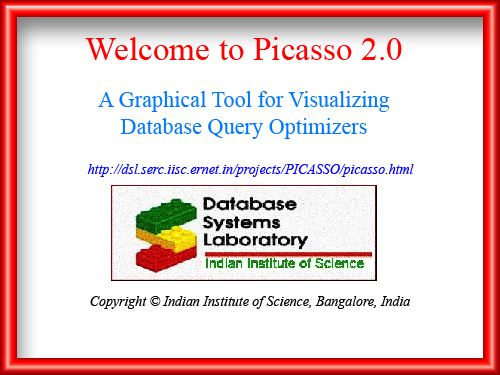 Welcome to Picasso 2.0
A Graphical Tool for Visualizing
Database Query Optimizers
http://dsl.serc.iisc.ernet.in/projects/PICASSO/picasso.html
Database
Systems
Laboratory
Indian Institute of Science
Copyright © Indian Institute of Science, Bangalore, India